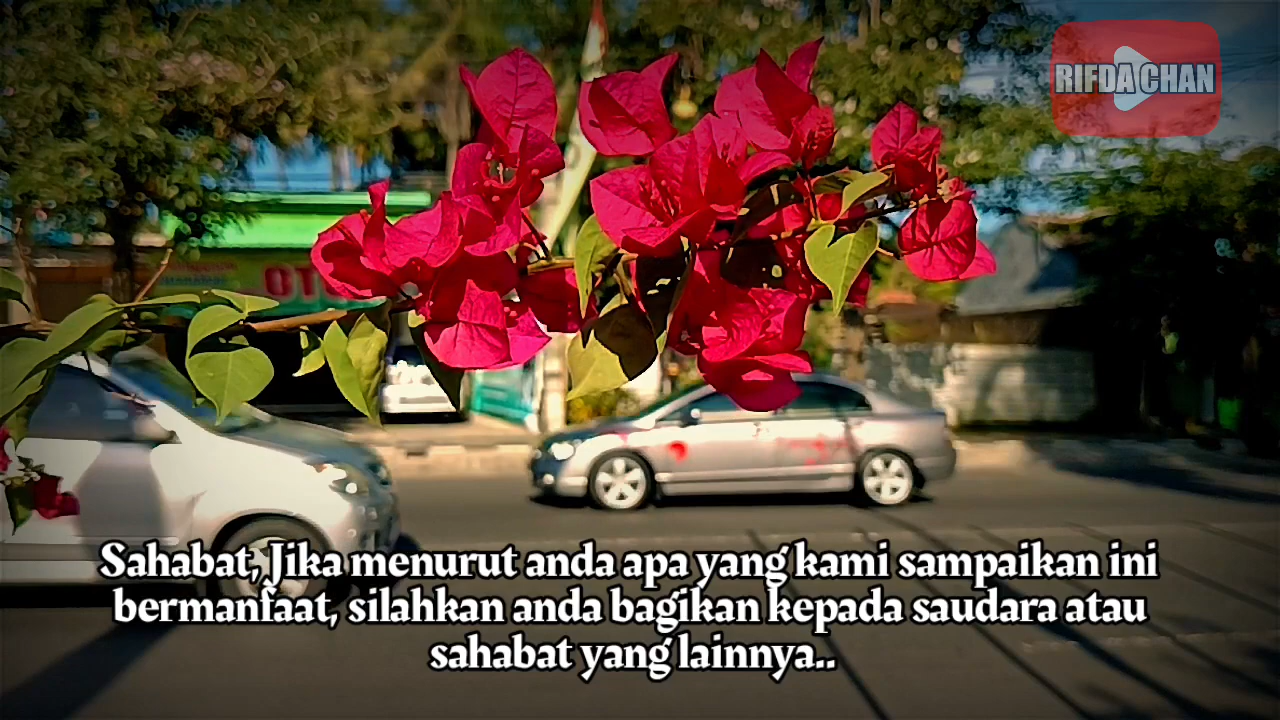 RIFDA CHAN
OTO
Sahabat, Jika menurut anda apa yang kami sampaikan ini
bermanfaat, silahkan anda bagikan kepada saudara atau
sahabat yang lainnya..